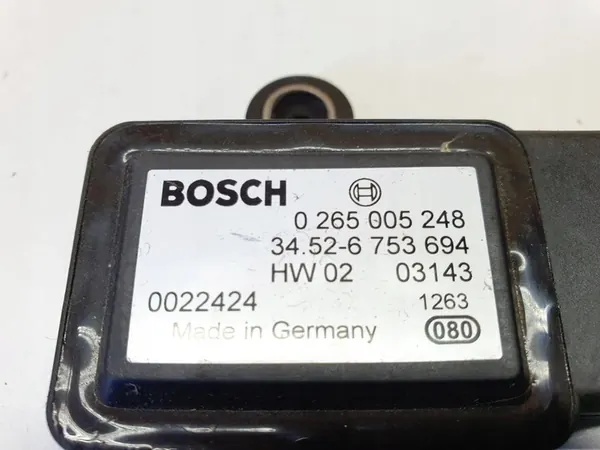 BOSCH
0 265 005 248
34.52-6 753 694
HW 02 03143
0022424 1263
Made in Germany 080